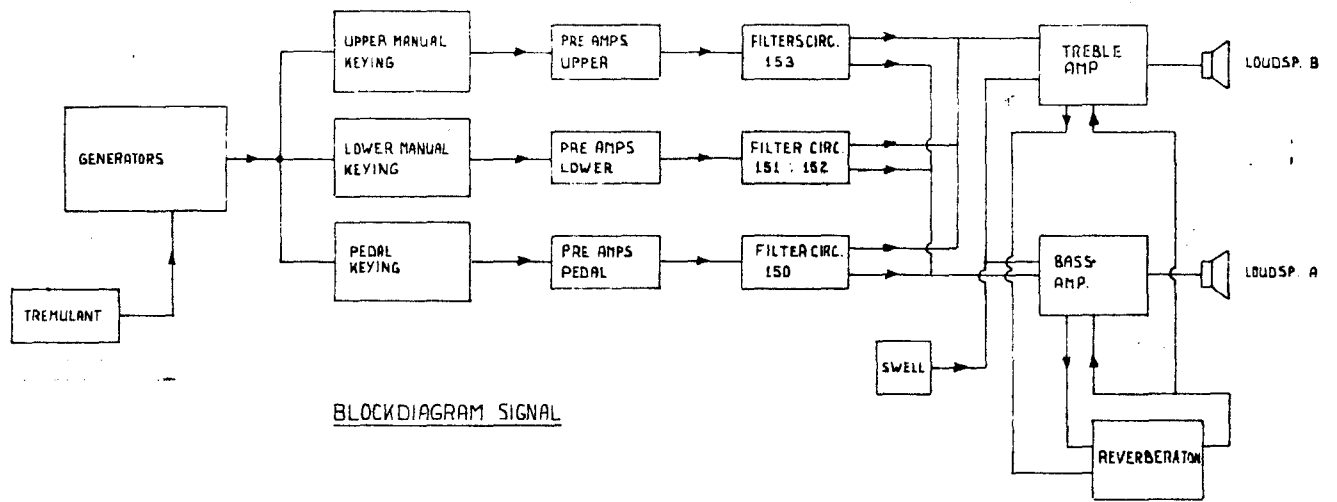 UPPER MANUAL
KEYING
PRE AMPS
UPPER
FILTERSCIRC.
153
TREBLE
AMP
LOUDSP. B
GENERATORS
LOWER MANUAL
KEYING
PRE AMPS
LOWER
FILTER CIRC.
151 : 152
PEDAL
KEYING
PRE AMPS
PEDAL
FILTER CIRC.
150
BASS
AMP.
LOUDSP. A
TREMULANT
SWELL
BLOCKDIAGRAM SIGNAL
REVERBERATON